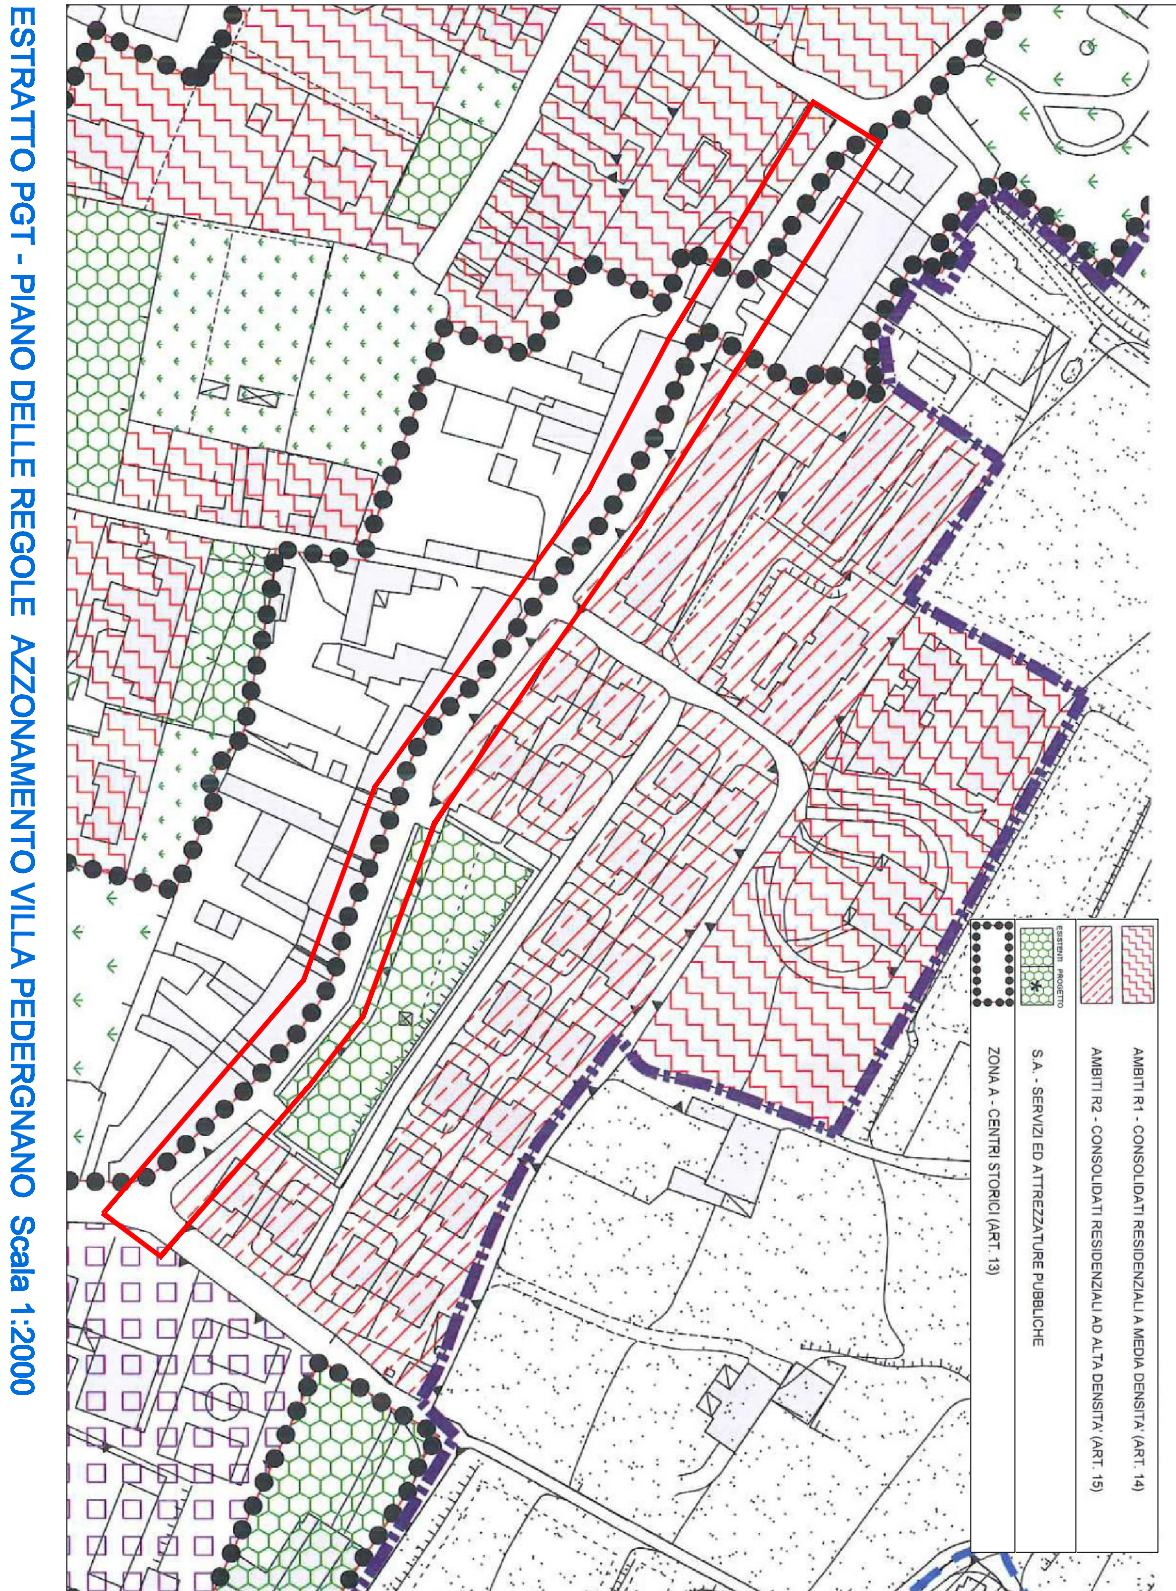 ESTRATTO PGT - PIANO DELLE REGOLE AZZONAMENTO VILLA PEDERGNANO Scala 1:2000
AMBITI R1 - CONSOLIDATI RESIDENZIALI A MEDIA DENSITA' (ART. 14)
AMBITI R2 - CONSOLIDATI RESIDENZIALI AD ALTA DENSITA' (ART. 15)
ESISTENTI PROGETTO
S.A. - SERVIZI ED ATTREZZATURE PUBBLICHE
ZONA A - CENTRI STORICI (ART. 13)